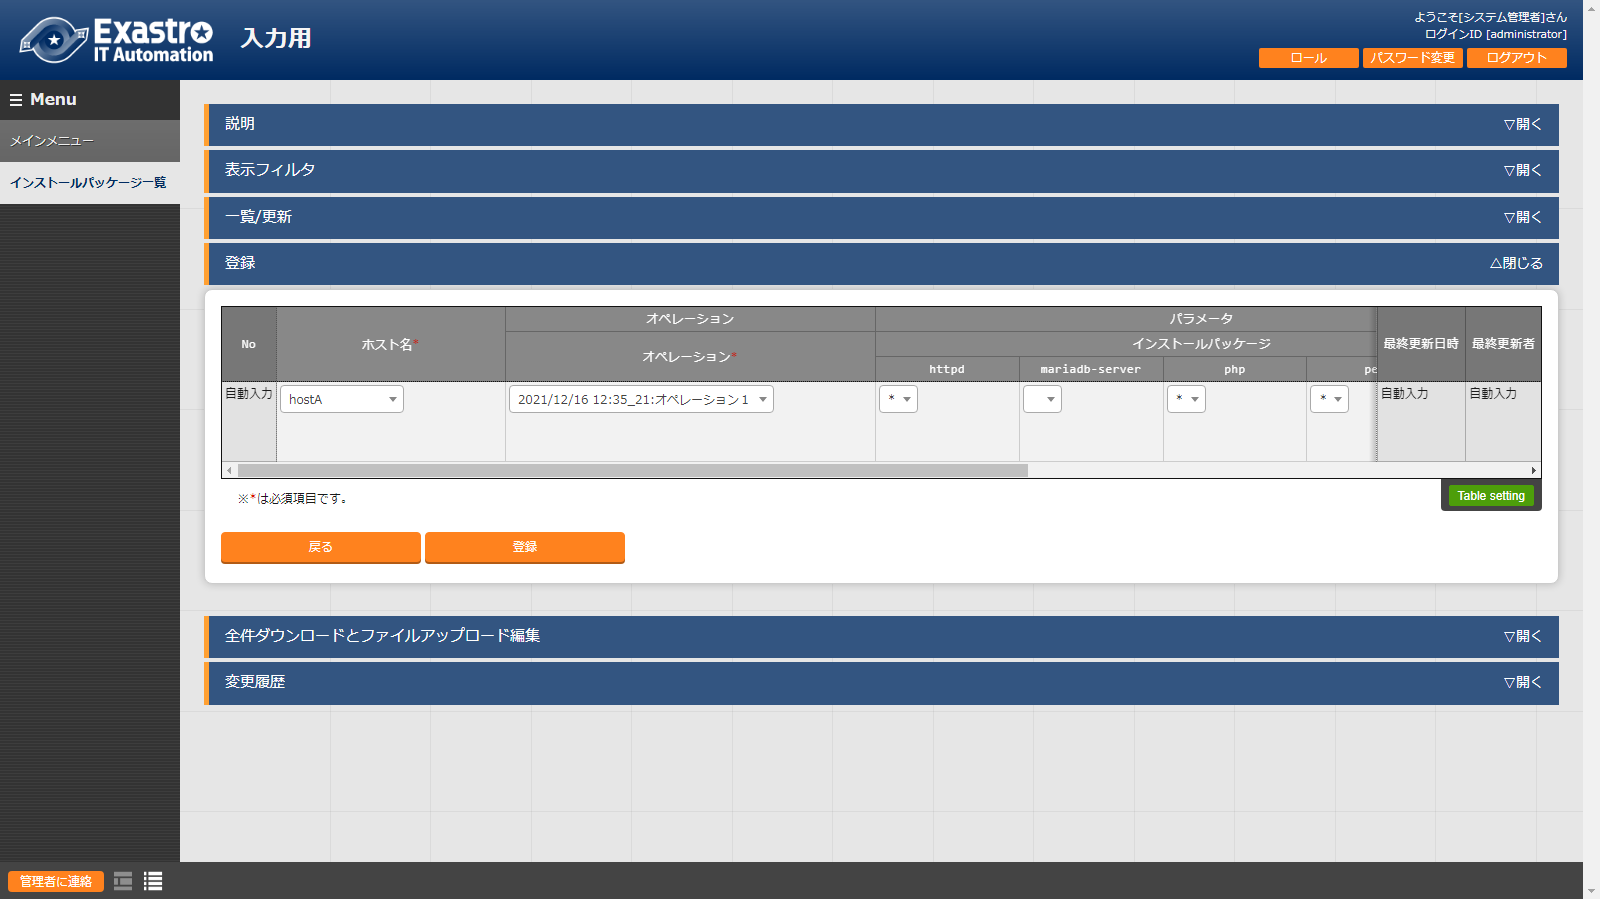 Exastro
IT Automation
入力用
ようこそ[システム管理者]さん
ログインID [administrator]
ロール
パスワード変更
ログアウト
Menu
メインメニュー
インストールパッケージ一覧
説明
▽開く
表示フィルタ
▽開く
一覧/更新
▽開く
登録
△閉じる
No
ホスト名*
オペレーション
オペレーション*
パラメータ
インストールパッケージ
httpd
mariadb-server
php
pe
最終更新日時
最終更新者
自動入力
hostA
2021/12/16 12:35_21:オペレーション1
*
*
*
自動入力
自動入力
※*は必須項目です。
Table setting
戻る
登録
全件ダウンロードとファイルアップロード編集
▽開く
変更履歴
▽開く
管理者に連絡